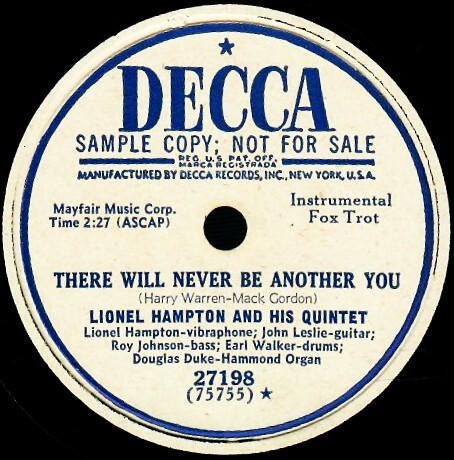 ★
DECCA
SAMPLE COPY; NOT FOR SALE
REG. U.S. PAT. OFF.
MARCA REGISTRADA
MANUFACTURED BY DECCA RECORDS, INC., NEW YORK, U.S.A.
Mayfair Music Corp.
Time 2:27 (ASCAP)
Instrumental
Fox Trot
THERE WILL NEVER BE ANOTHER YOU
(Harry Warren-Mack Gordon)
LIONEL HAMPTON AND HIS QUINTET
Lionel Hampton-vibraphone; John Leslie-guitar;
Roy Johnson-bass; Earl Walker-drums;
Douglas Duke-Hammond Organ
27198
(75755) ★